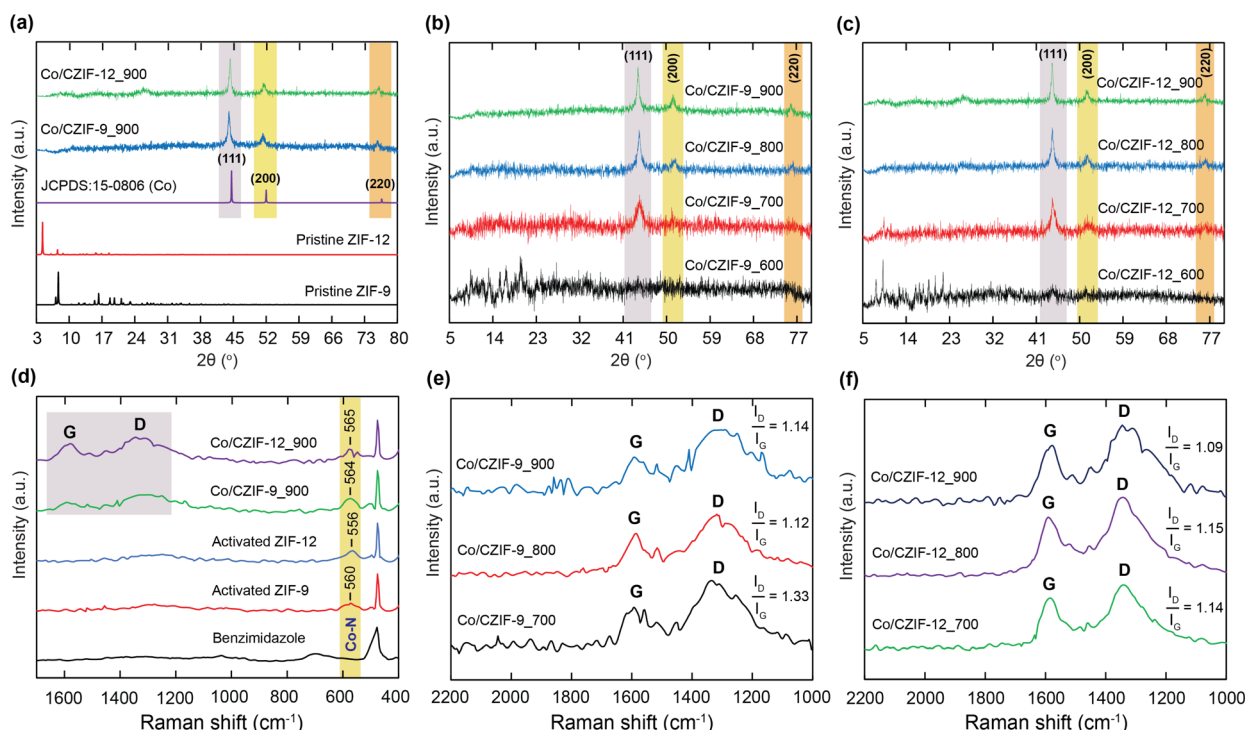 (a)
Intensity (a.u.)
Co/CZIF-12_900
Co/CZIF-9_900
(111)
(200)
(220)
JCPDS:15-0806 (Co)
Pristine ZIF-12
Pristine ZIF-9
3 10 17 24 31 38 45 52 59 66 73 80
2θ (°)
(b)
Intensity (a.u.)
(111)
(200)
(220)
Co/CZIF-9_900
Co/CZIF-9_800
Co/CZIF-9_700
Co/CZIF-9_600
5 14 23 32 41 50 59 68 77
2θ (°)
(c)
Intensity (a.u.)
(111)
(200)
(220)
Co/CZIF-12_900
Co/CZIF-12_800
Co/CZIF-12_700
Co/CZIF-12_600
5 14 23 32 41 50 59 68 77
2θ (°)
(d)
Intensity (a.u.)
G
D
Co/CZIF-12_900
Co/CZIF-9_900
Activated ZIF-12
Activated ZIF-9
Benzimidazole
Co-N – 560 – 556 – 564 – 565
1600 1400 1200 1000 800 600 400
Raman shift (cm⁻¹)
(e)
Intensity (a.u.)
G
D
I_D/I_G = 1.14
Co/CZIF-9_900
G
D
I_D/I_G = 1.12
Co/CZIF-9_800
G
D
I_D/I_G = 1.33
Co/CZIF-9_700
2200 2000 1800 1600 1400 1200 1000
Raman shift (cm⁻¹)
(f)
Intensity (a.u.)
G
D
I_D/I_G = 1.09
Co/CZIF-12_900
G
D
I_D/I_G = 1.15
Co/CZIF-12_800
G
D
I_D/I_G = 1.14
Co/CZIF-12_700
2200 2000 1800 1600 1400 1200 1000
Raman shift (cm⁻¹)